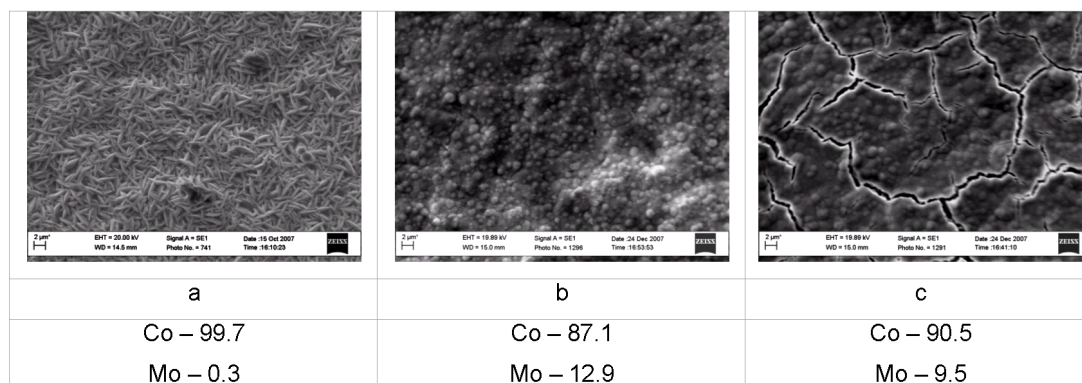 2 µm*
EHT = 20.00 kV
WD = 14.5 mm
Signal A = SE1
Photo No. = 741
Date :15 Oct 2007
Time :16:10:23
ZEISS
2 µm*
EHT = 19.89 kV
WD = 15.0 mm
Signal A = SE1
Photo No. = 1296
Date :24 Dec 2007
Time :16:53:53
ZEISS
2 µm*
EHT = 19.89 kV
WD = 15.0 mm
Signal A = SE1
Photo No. = 1291
Date :24 Dec 2007
Time :16:41:10
ZEISS
a
b
c
Co – 99.7
Co – 87.1
Co – 90.5
Mo – 0.3
Mo – 12.9
Mo – 9.5